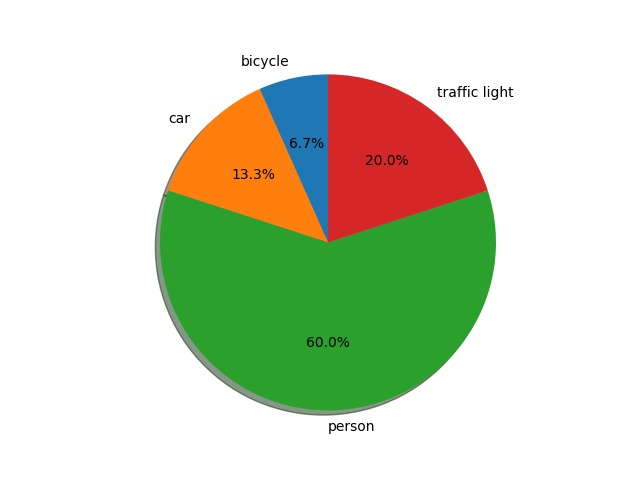 bicycle
traffic light
car
6.7%
20.0%
13.3%
60.0%
person